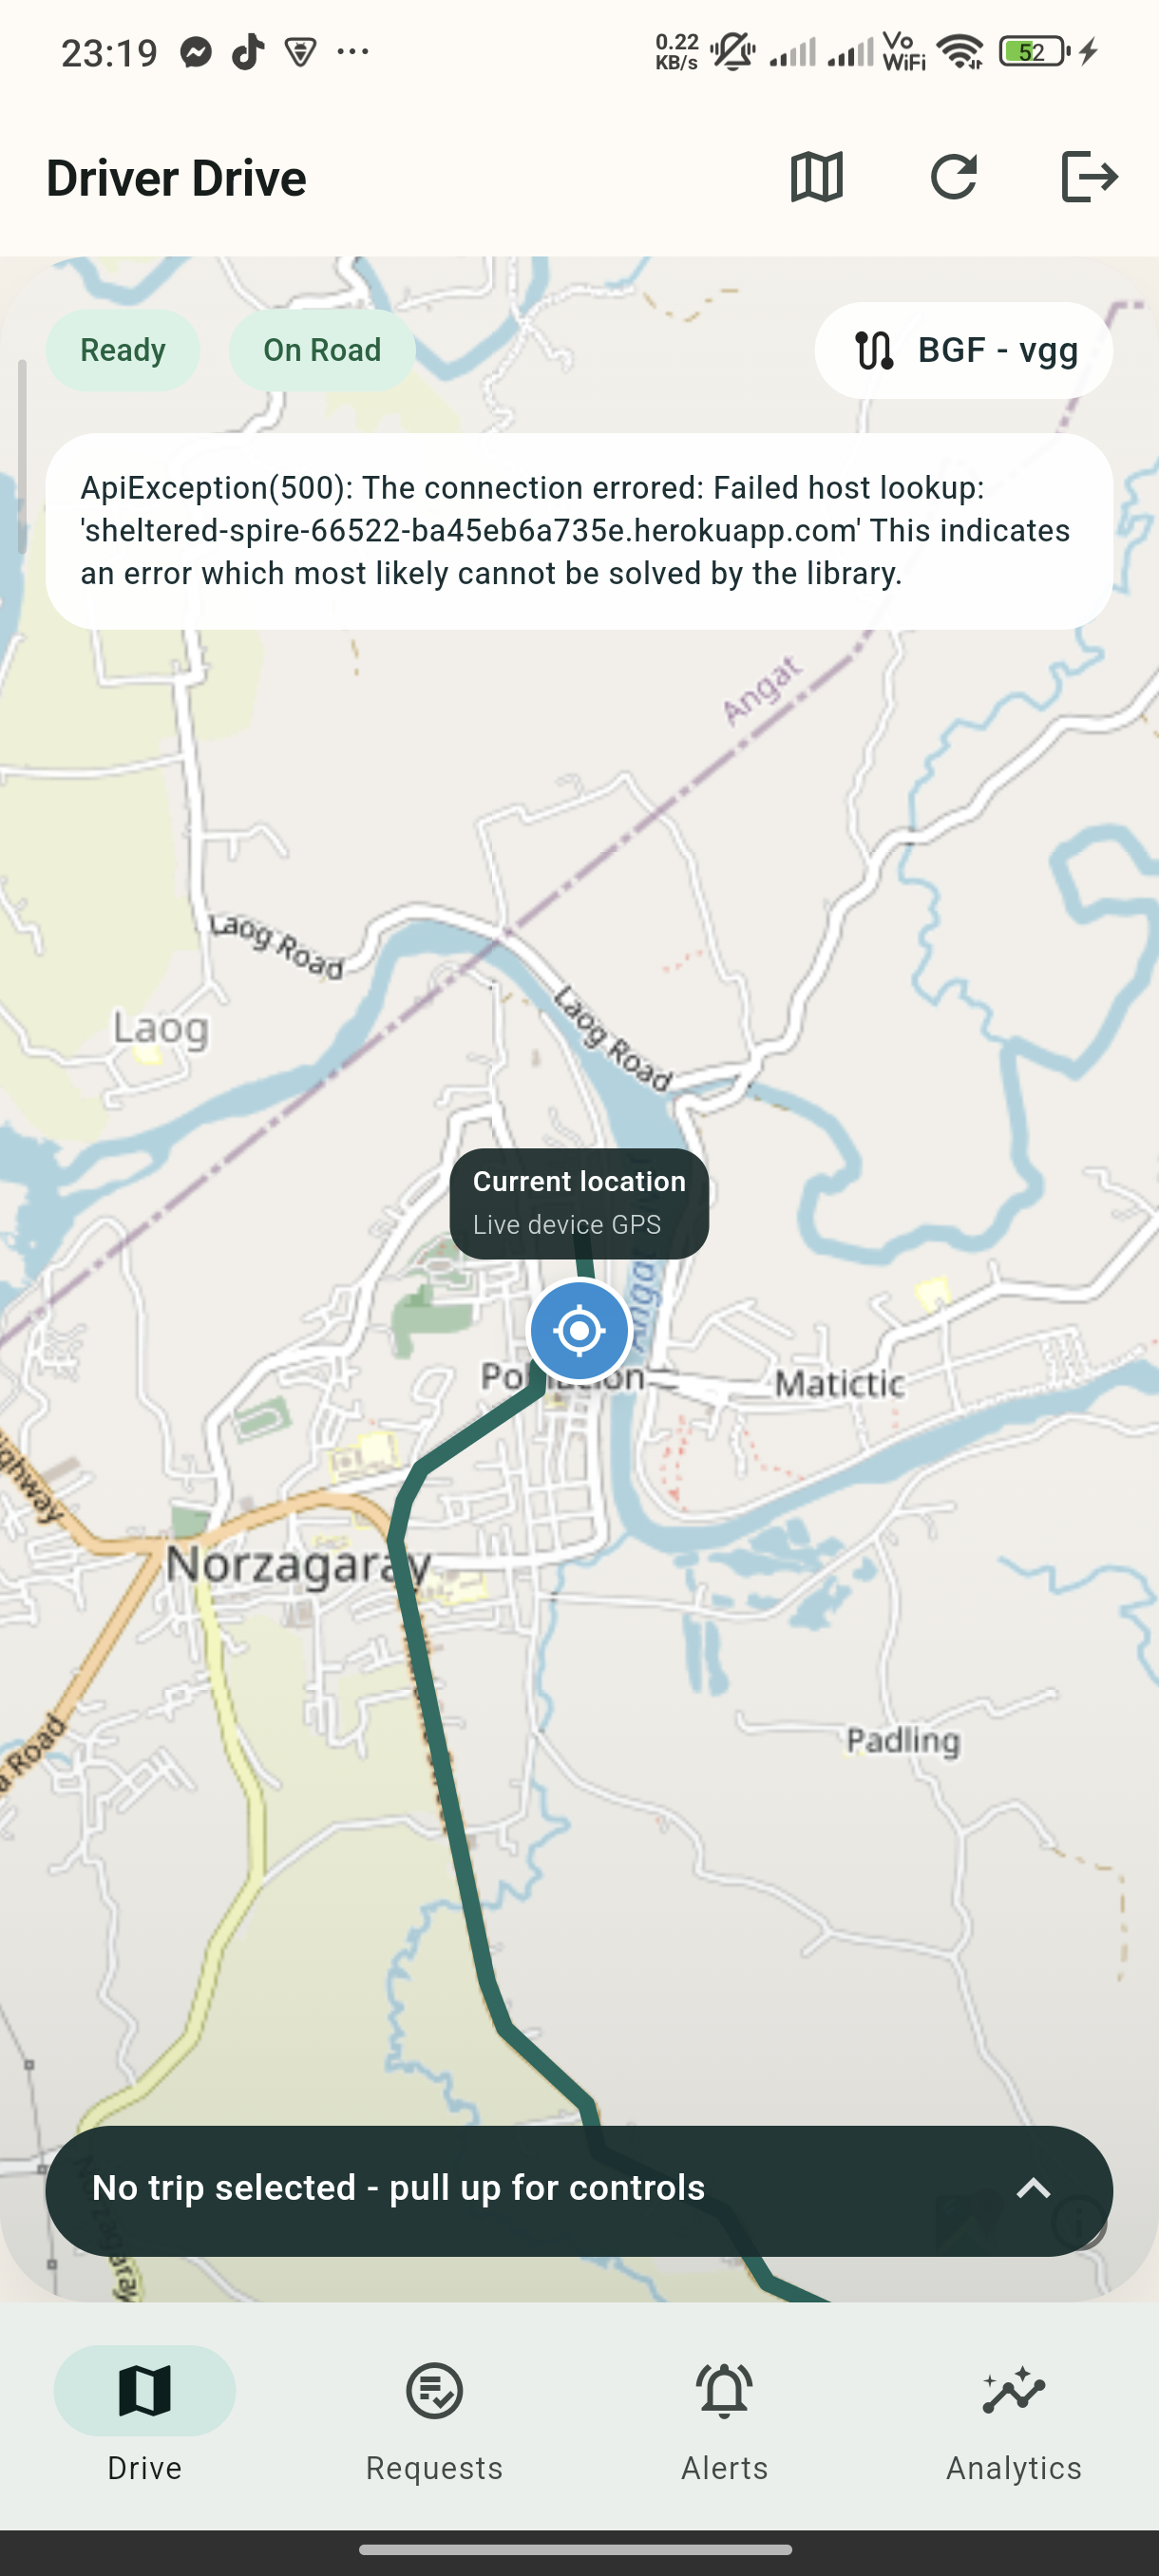 23:19
0.22 KB/s
Vo WiFi
52
Driver Drive
Ready
On Road
BGF - vgg
ApiException(500): The connection errored: Failed host lookup:
'sheltered-spire-66522-ba45eb6a735e.herokuapp.com' This indicates
an error which most likely cannot be solved by the library.
Angat
Laog Road
Laog
Laog Road
Current location
Live device GPS
Matictic
Norzagaray
Padling
No trip selected - pull up for controls
Drive
Requests
Alerts
Analytics